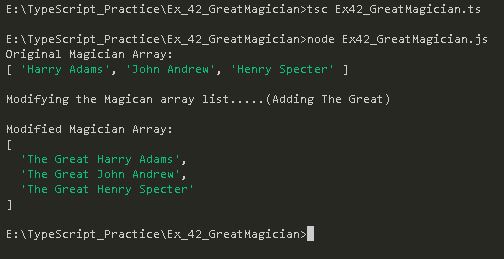 E:\TypeScript_Practice\Ex_42_GreatMagician>tsc Ex42_GreatMagician.ts
E:\TypeScript_Practice\Ex_42_GreatMagician>node Ex42_GreatMagician.js
Original Magician Array:
[ 'Harry Adams', 'John Andrew', 'Henry Specter' ]
Modifying the Magican array list.....(Adding The Great)
Modified Magician Array:
[
'The Great Harry Adams',
'The Great John Andrew',
'The Great Henry Specter'
]
E:\TypeScript_Practice\Ex_42_GreatMagician>